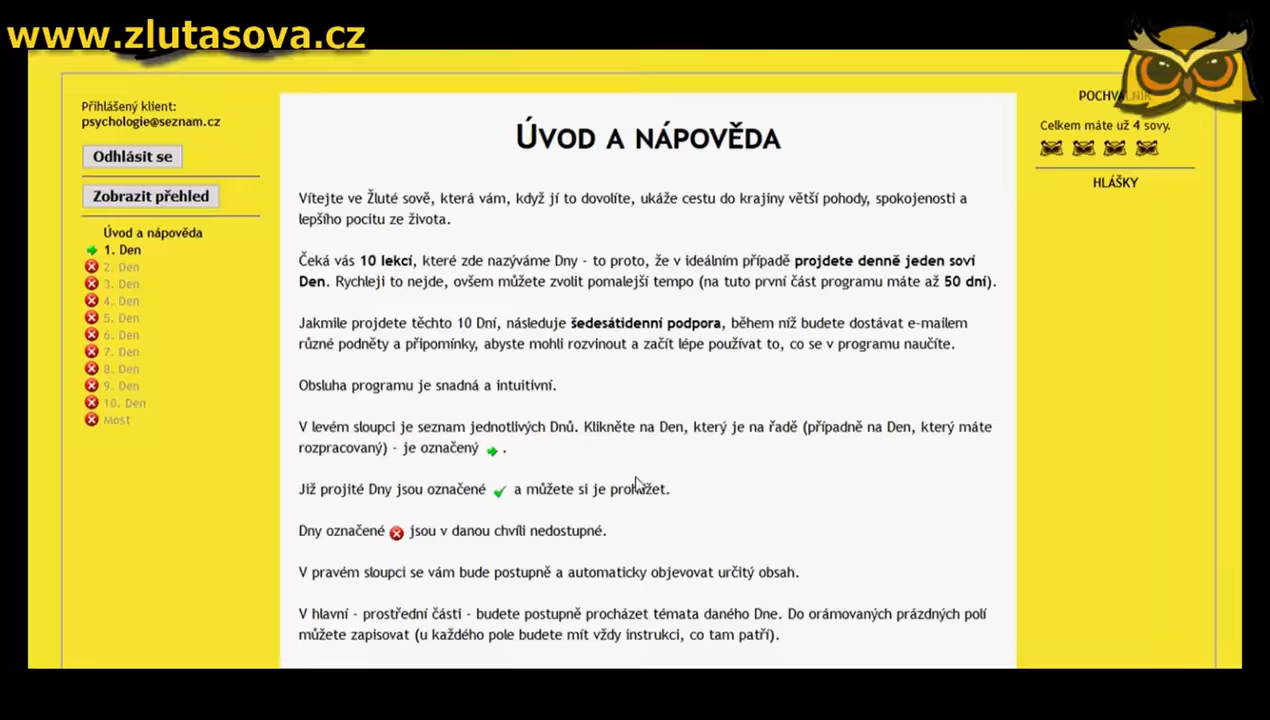 www.zlutasova.cz
Přihlášený klient:
psychologie@seznam.cz
Odhlásit se
Zobrazit přehled
Úvod a nápověda
1. Den
2. Den
3. Den
4. Den
5. Den
6. Den
7. Den
8. Den
9. Den
10. Den
Most
ÚVOD A NÁPOVĚDA
Vítejte ve Žluté sově, která vám, když jí to dovolíte, ukáže cestu do krajiny větší pohody, spokojenosti a
lepšího pocitu ze života.
Čeká vás 10 lekcí, které zde nazýváme Dny - to proto, že v ideálním případě projdete denně jeden soví
Den. Rychleji to nejde, ovšem můžete zvolit pomalejší tempo (na tuto první část programu máte až 50 dní).
Jakmile projdete těchto 10 Dní, následuje šedesátidenní podpora, během níž budete dostávat e-mailem
různé podněty a připomínky, abyste mohli rozvinout a začít lépe používat to, co se v programu naučíte.
Obsluha programu je snadná a intuitivní.
V levém sloupci je seznam jednotlivých Dnů. Klikněte na Den, který je na řadě (případně na Den, který máte
rozpracovaný) - je označený .
Již projité Dny jsou označené a můžete si je prohlížet.
Dny označené jsou v danou chvíli nedostupné.
V pravém sloupci se vám bude postupně a automaticky objevovat určitý obsah.
V hlavní - prostřední části - budete postupně procházet témata daného Dne. Do orámovaných prázdných polí
můžete zapisovat (u každého pole budete mít vždy instrukci, co tam patří).
POCHVALNÍK
Celkem máte už 4 sovy.
HLÁŠKY